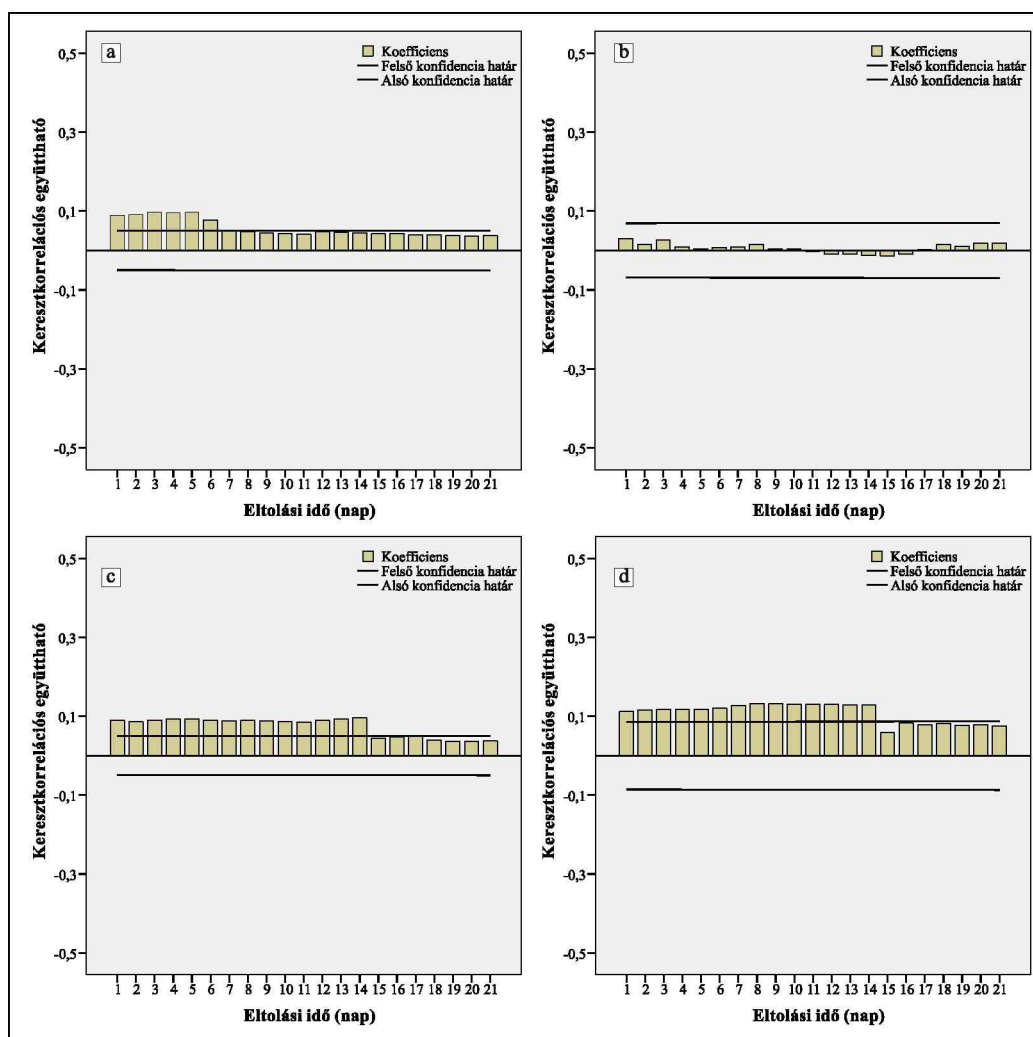 a
Koefficiens
Felső konfidencia határ
Alsó konfidencia határ
Keresztkorrelációs együttható
0,5
0,3
0,1
-0,1
-0,3
-0,5
1 2 3 4 5 6 7 8 9 10 11 12 13 14 15 16 17 18 19 20 21
Eltolási idő (nap)
b
Koefficiens
Felső konfidencia határ
Alsó konfidencia határ
Keresztkorrelációs együttható
0,5
0,3
0,1
-0,1
-0,3
-0,5
1 2 3 4 5 6 7 8 9 10 11 12 13 14 15 16 17 18 19 20 21
Eltolási idő (nap)
c
Koefficiens
Felső konfidencia határ
Alsó konfidencia határ
Keresztkorrelációs együttható
0,5
0,3
0,1
-0,1
-0,3
-0,5
1 2 3 4 5 6 7 8 9 10 11 12 13 14 15 16 17 18 19 20 21
Eltolási idő (nap)
d
Koefficiens
Felső konfidencia határ
Alsó konfidencia határ
Keresztkorrelációs együttható
0,5
0,3
0,1
-0,1
-0,3
-0,5
1 2 3 4 5 6 7 8 9 10 11 12 13 14 15 16 17 18 19 20 21
Eltolási idő (nap)